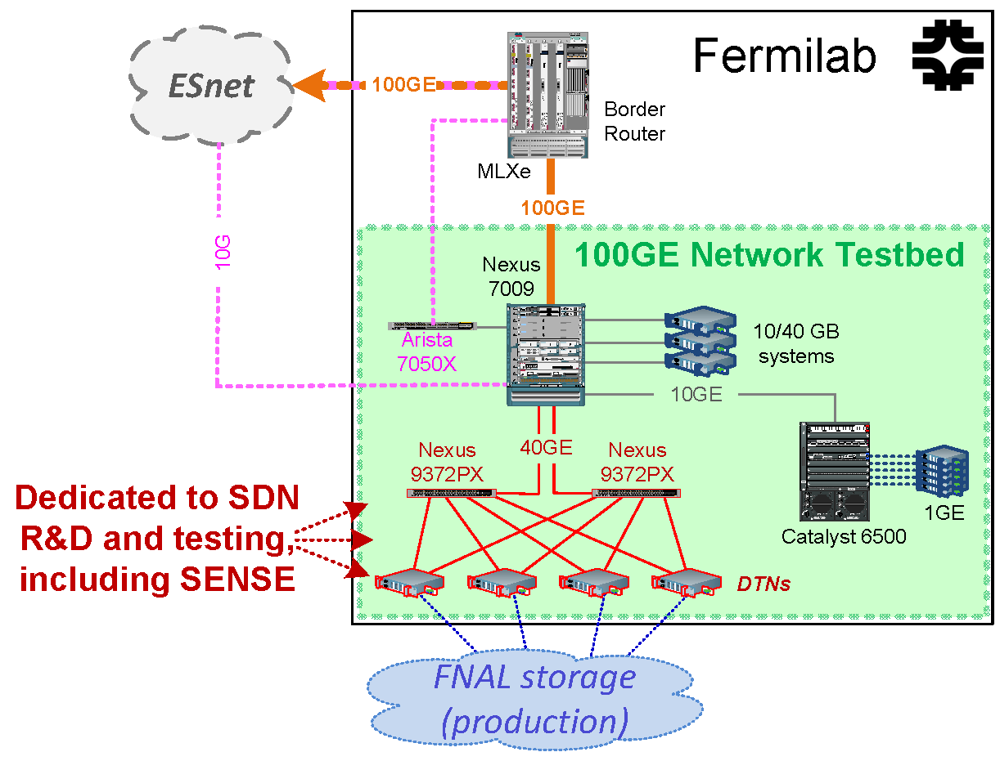 Fermilab
ESnet
100GE
Border
Router
MLXe
100GE
10G
100GE Network Testbed
Nexus
7009
Arista
7050X
10/40 GB
systems
10GE
Nexus
9372PX
40GE
Nexus
9372PX
Dedicated to SDN
R&D and testing,
including SENSE
1GE
Catalyst 6500
DTNs
FNAL storage
(production)